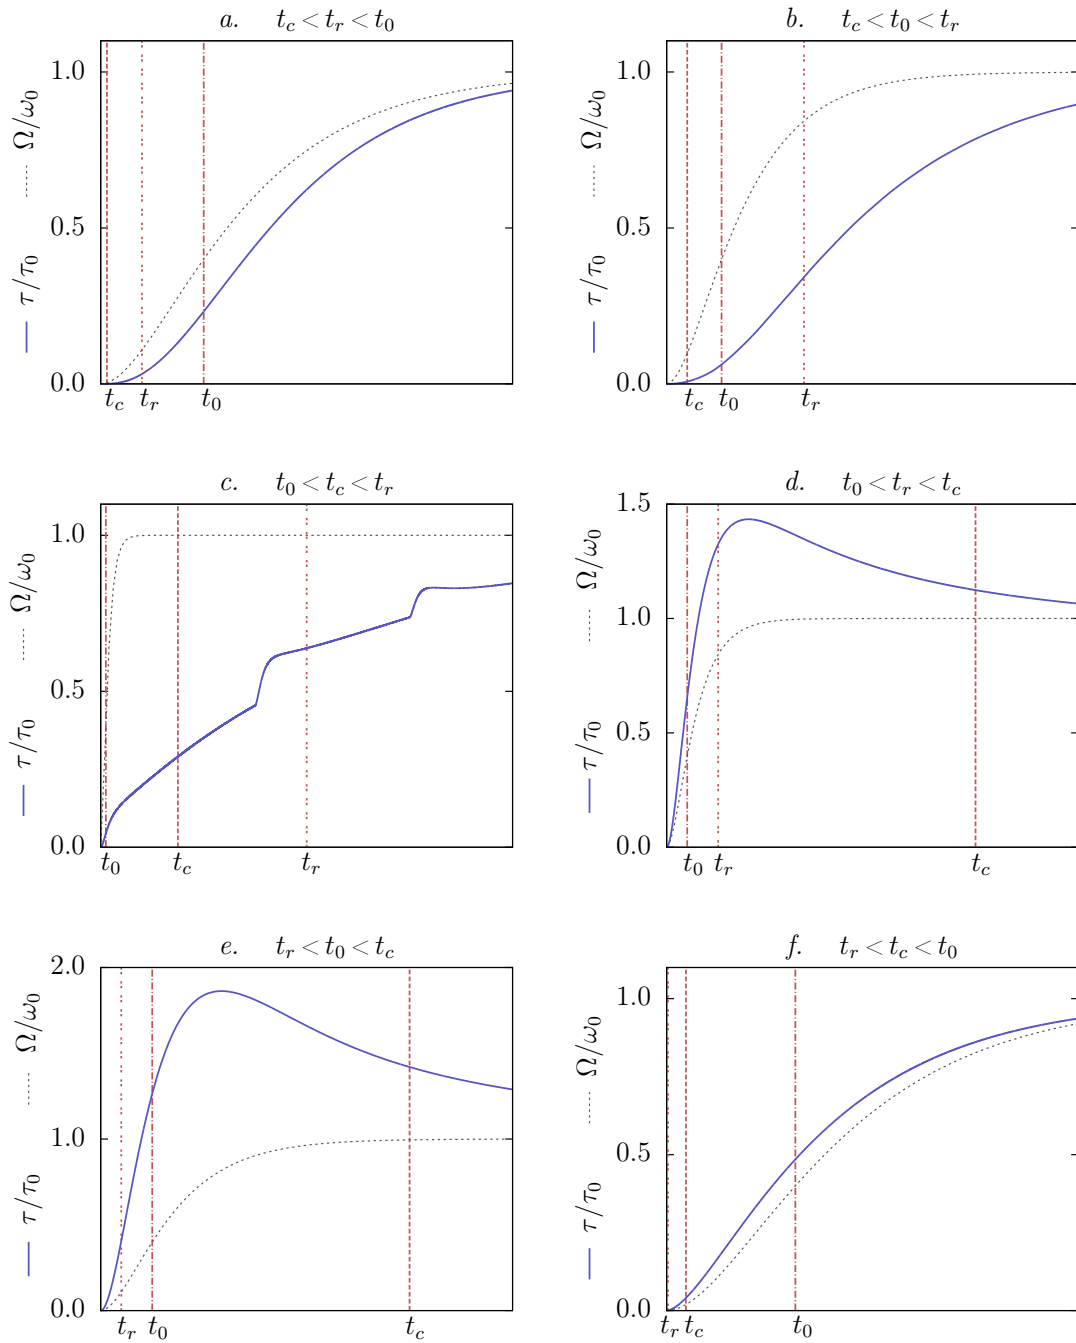 a. t_c < t_r < t_0
b. t_c < t_0 < t_r
1.0
0.5
0.0
τ/τ_0 Ω/ω_0
t_c t_r t_0
1.0
0.5
0.0
τ/τ_0 Ω/ω_0
t_c t_0 t_r
c. t_0 < t_c < t_r
d. t_0 < t_r < t_c
1.0
0.5
0.0
τ/τ_0 Ω/ω_0
t_0 t_c t_r
1.5
1.0
0.5
0.0
τ/τ_0 Ω/ω_0
t_0 t_r t_c
e. t_r < t_0 < t_c
f. t_r < t_c < t_0
2.0
1.0
0.0
τ/τ_0 Ω/ω_0
t_r t_0 t_c
1.0
0.5
0.0
τ/τ_0 Ω/ω_0
t_r t_c t_0